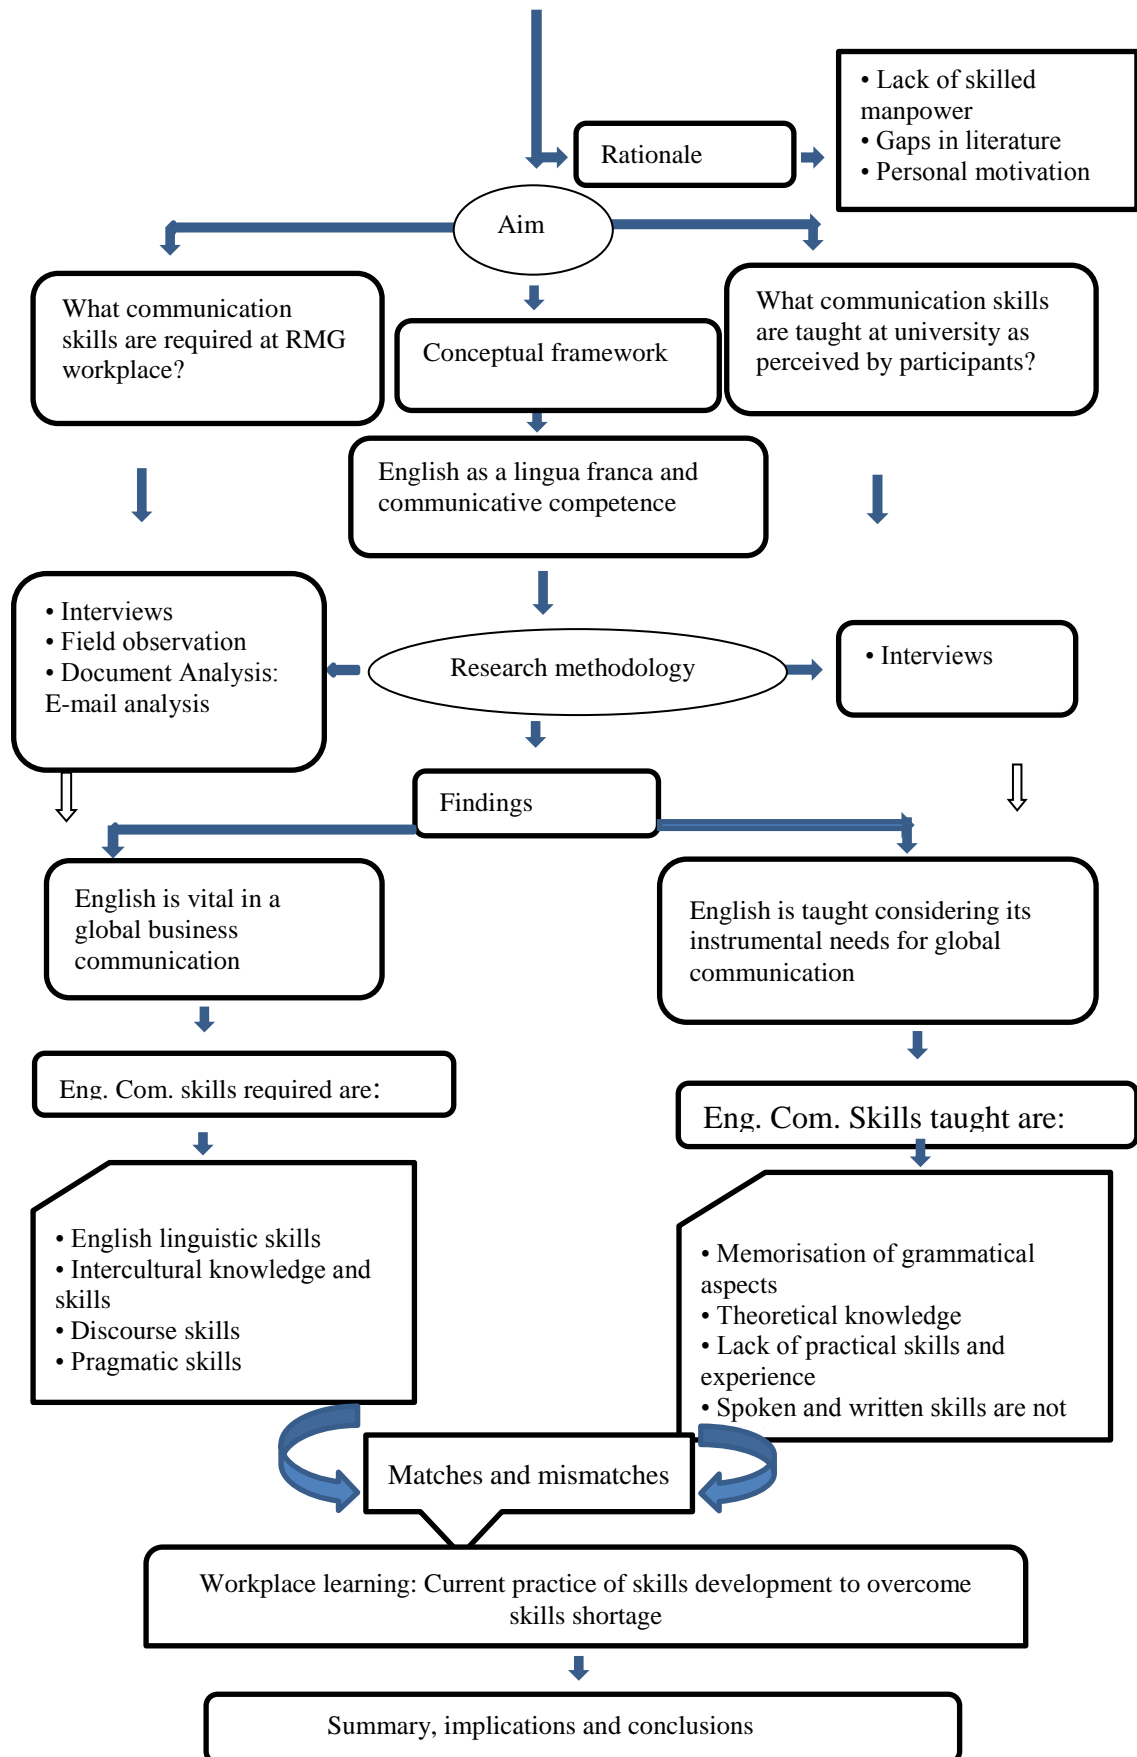 • Lack of skilled
manpower
• Gaps in literature
• Personal motivation
Rationale
Aim
What communication
skills are required at RMG
workplace?
Conceptual framework
What communication skills
are taught at university as
perceived by participants?
English as a lingua franca and
communicative competence
• Interviews
• Field observation
• Document Analysis:
E-mail analysis
Research methodology
• Interviews
Findings
English is vital in a
global business
communication
English is taught considering its
instrumental needs for global
communication
Eng. Com. skills required are:
Eng. Com. Skills taught are:
• English linguistic skills
• Intercultural knowledge and
skills
• Discourse skills
• Pragmatic skills
• Memorisation of grammatical
aspects
• Theoretical knowledge
• Lack of practical skills and
experience
• Spoken and written skills are not
Matches and mismatches
Workplace learning: Current practice of skills development to overcome
skills shortage
Summary, implications and conclusions